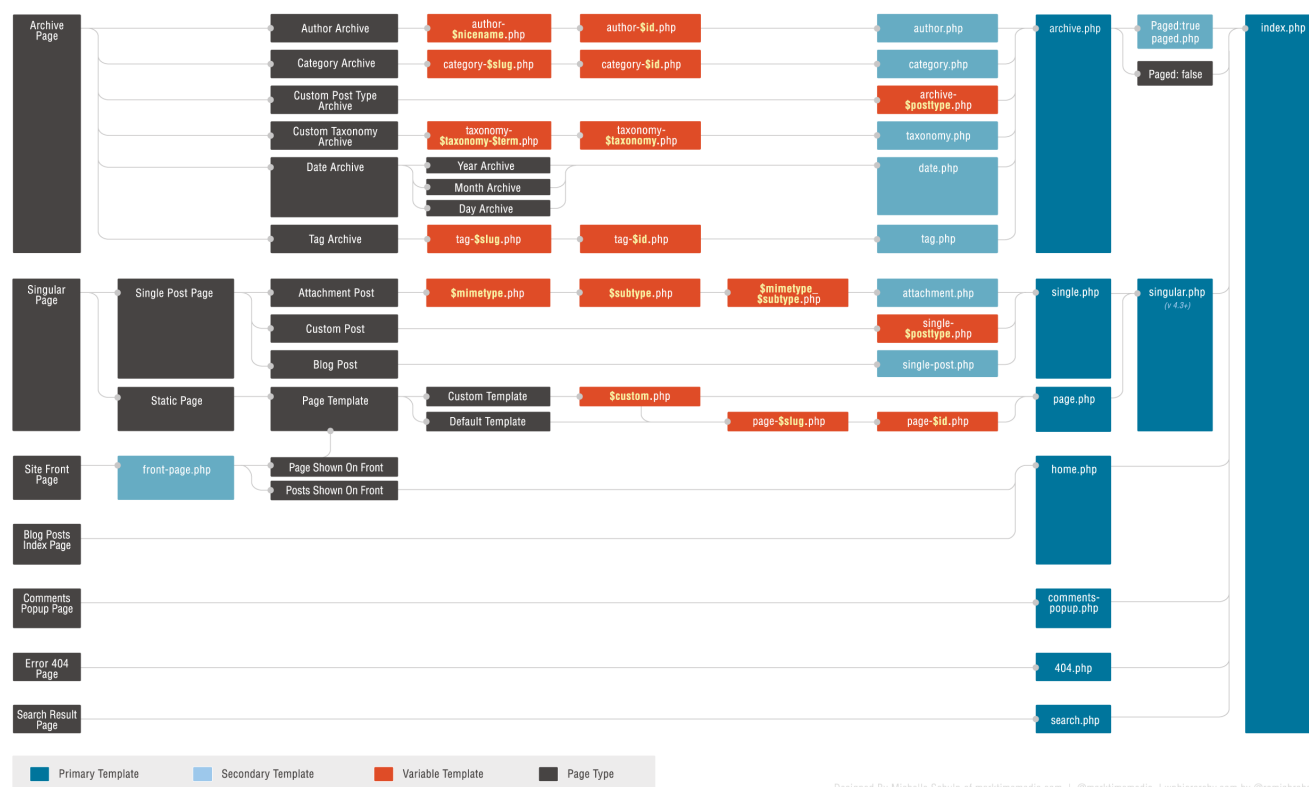 Archive
Page
Author Archive
author-
$nicename.php
author-$id.php
author.php
archive.php
Paged:true
paged.php
index.php
Category Archive
category-$slug.php
category-$id.php
category.php
Paged: false
Custom Post Type
Archive
archive-
$posttype.php
Custom Taxonomy
Archive
taxonomy-
$taxonomy-$term.php
taxonomy-
$taxonomy.php
taxonomy.php
Date Archive
Year Archive
Month Archive
Day Archive
date.php
Tag Archive
tag-$slug.php
tag-$id.php
tag.php
Singular
Page
Single Post Page
Attachment Post
$mimetype.php
$subtype.php
$mimetype_
$subtype.php
attachment.php
single.php
singular.php
(v 4.3+)
Custom Post
single-
$posttype.php
Blog Post
single-post.php
Static Page
Page Template
Custom Template
$custom.php
page.php
Default Template
page-$slug.php
page-$id.php
Site Front
Page
front-page.php
Page Shown On Front
Posts Shown On Front
home.php
Blog Posts
Index Page
Comments
Popup Page
comments-
popup.php
Error 404
Page
404.php
Search Result
Page
search.php
Primary Template
Secondary Template
Variable Template
Page Type